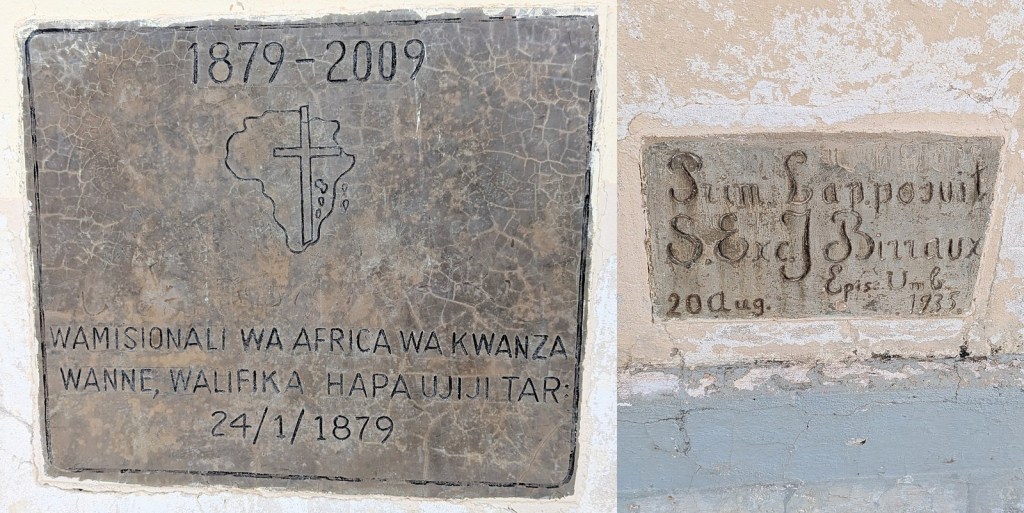 1879-2009
WAMISIONALI WA AFRICA WA KWANZA
WANNE, WALIFIKA HAPA UJIJI TAR:
24/1/1879
Prim. Lap.posuit
S. Exc J Birraux
Epis: Umb.
20 Aug. 1933